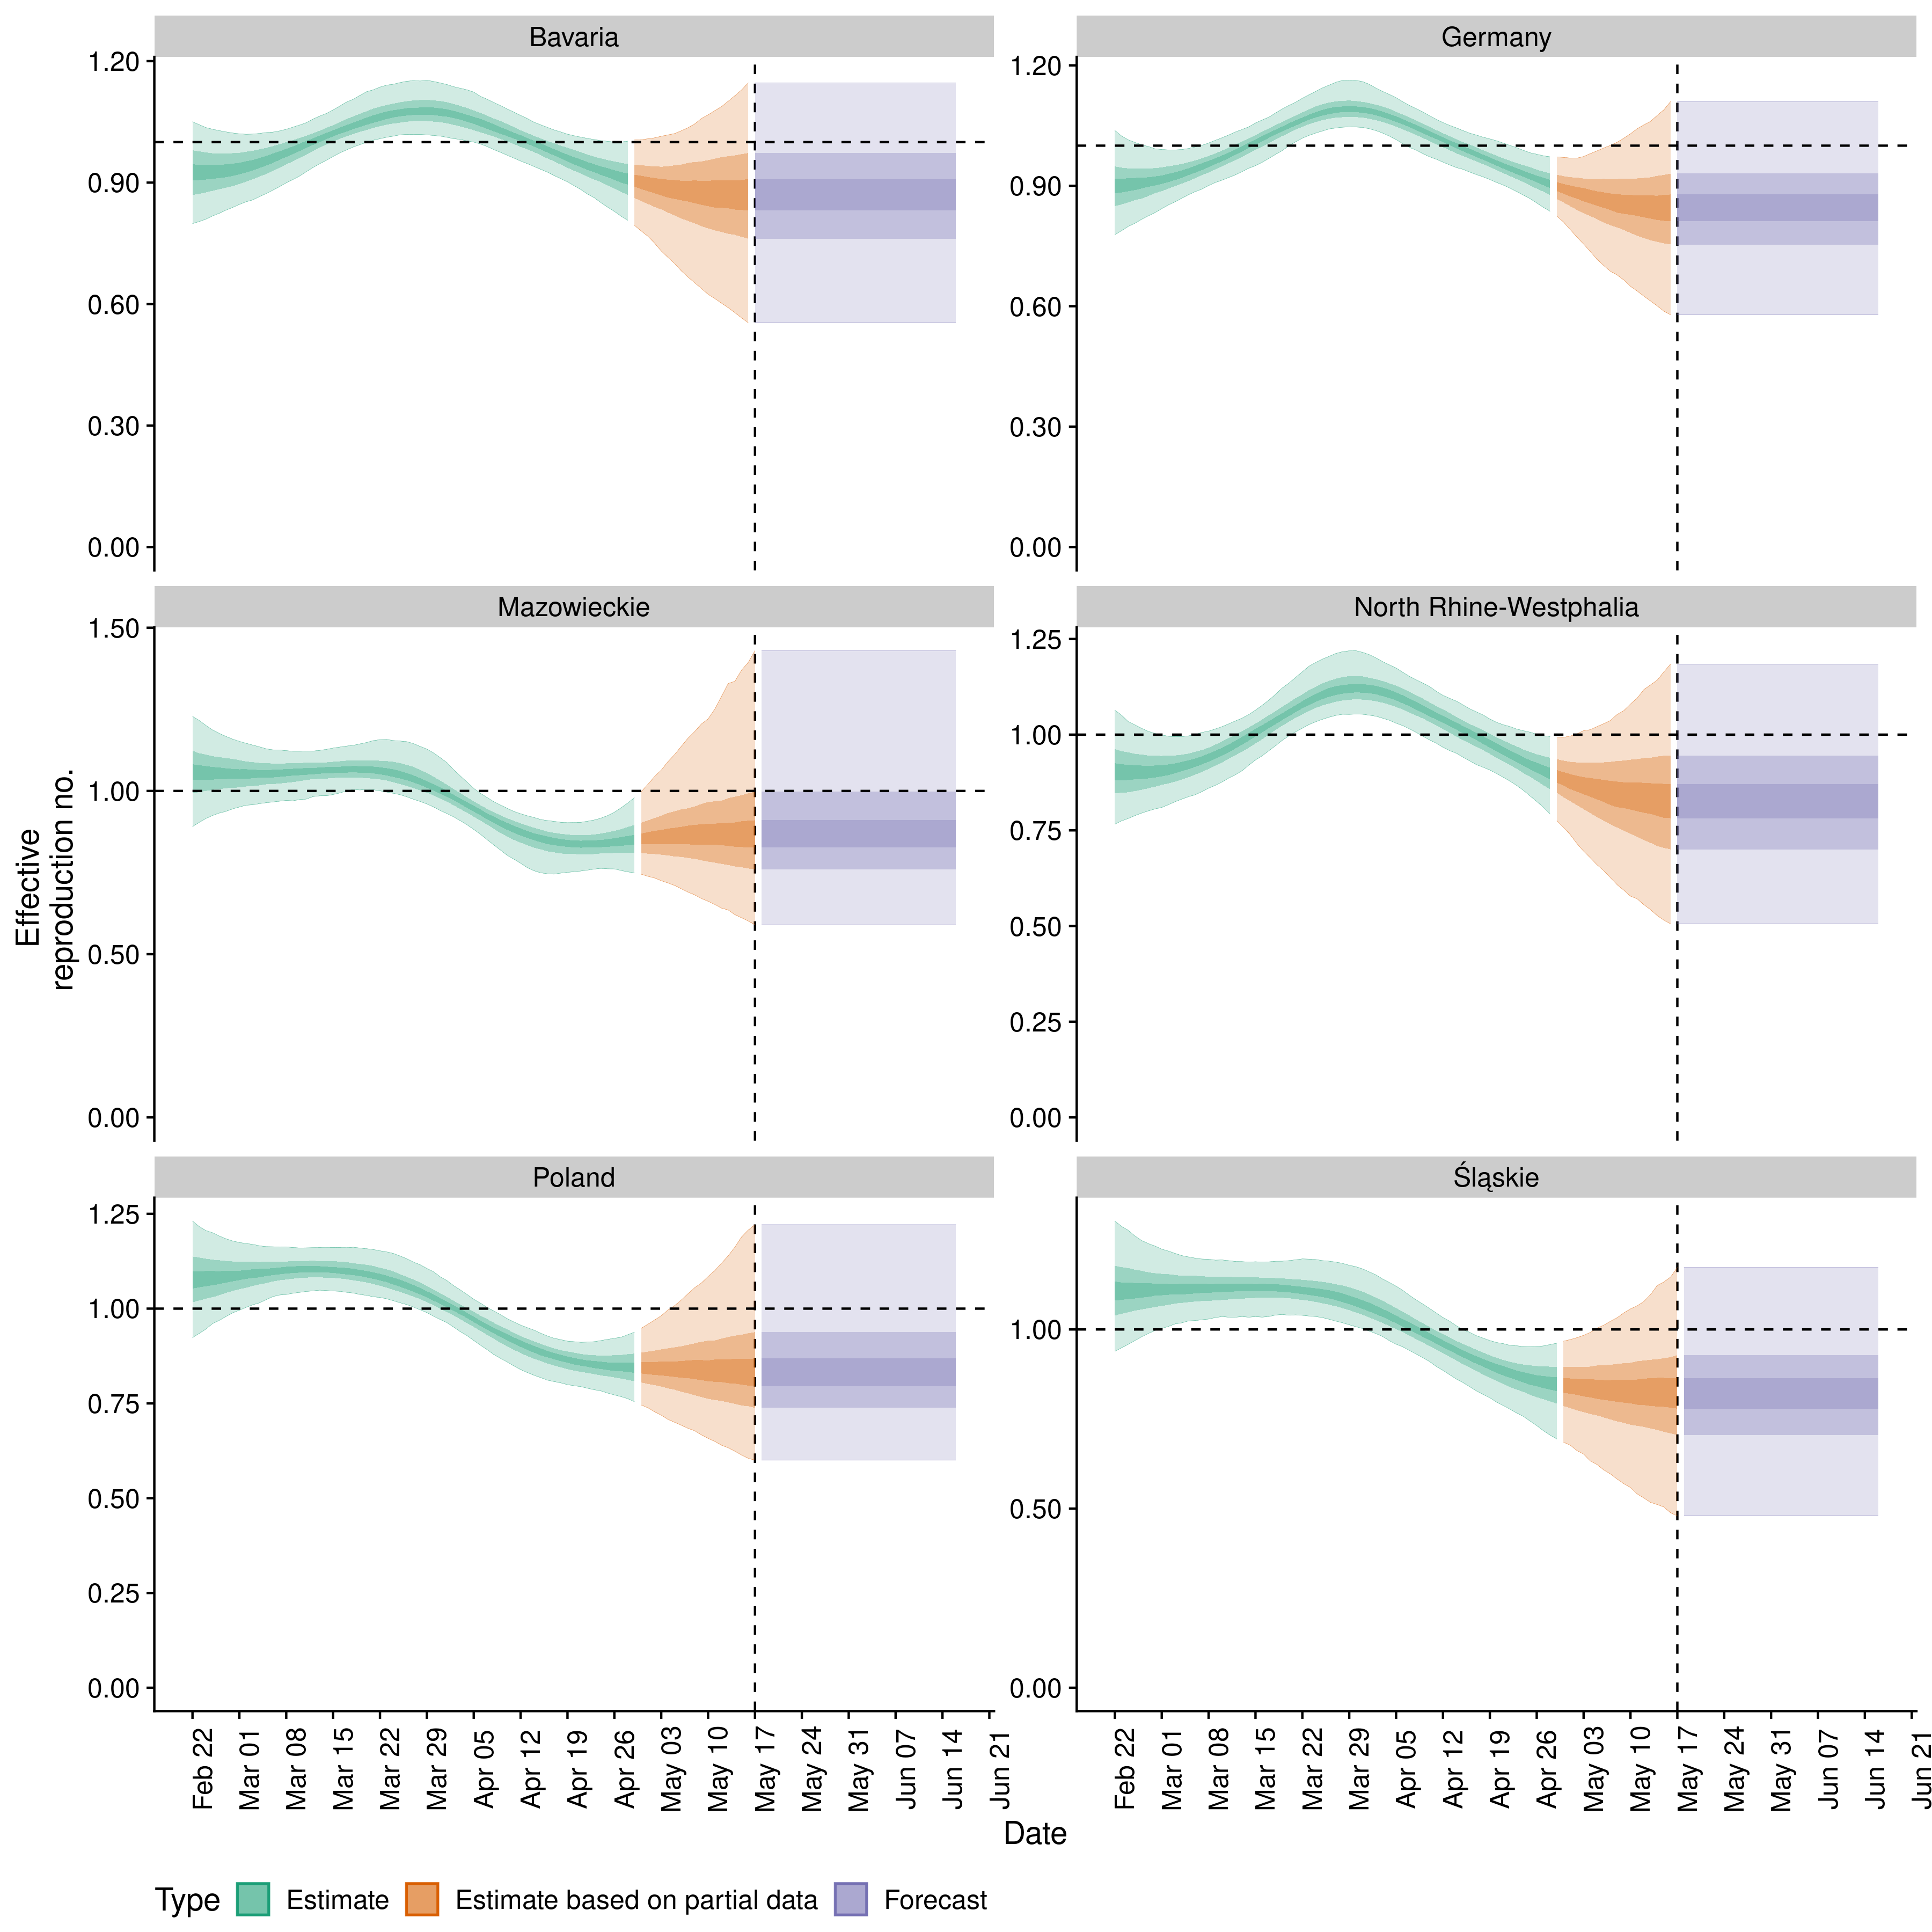 Bavaria
Germany
1.20
0.90
0.60
0.30
0.00
1.20
0.90
0.60
0.30
0.00
Mazowieckie
North Rhine-Westphalia
1.50
1.00
0.50
0.00
1.25
1.00
0.75
0.50
0.25
0.00
Effective
reproduction no.
Poland
Śląskie
1.25
1.00
0.75
0.50
0.25
0.00
1.00
0.50
0.00
Feb 22
Mar 01
Mar 08
Mar 15
Mar 22
Mar 29
Apr 05
Apr 12
Apr 19
Apr 26
May 03
May 10
May 17
May 24
May 31
Jun 07
Jun 14
Jun 21
Feb 22
Mar 01
Mar 08
Mar 15
Mar 22
Mar 29
Apr 05
Apr 12
Apr 19
Apr 26
May 03
May 10
May 17
May 24
May 31
Jun 07
Jun 14
Jun 21
Date
Type Estimate Estimate based on partial data Forecast